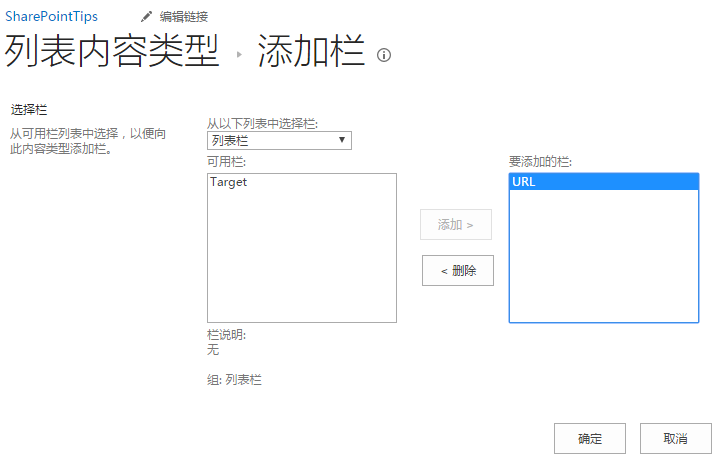 SharePointTips 编辑链接
列表内容类型 ▸ 添加栏
选择栏
从可用栏列表中选择，以便向
此内容类型添加栏。
从以下列表中选择栏:
列表栏
可用栏:
Target
添加 >
< 删除
要添加的栏:
URL
栏说明:
无
组: 列表栏
确定 取消